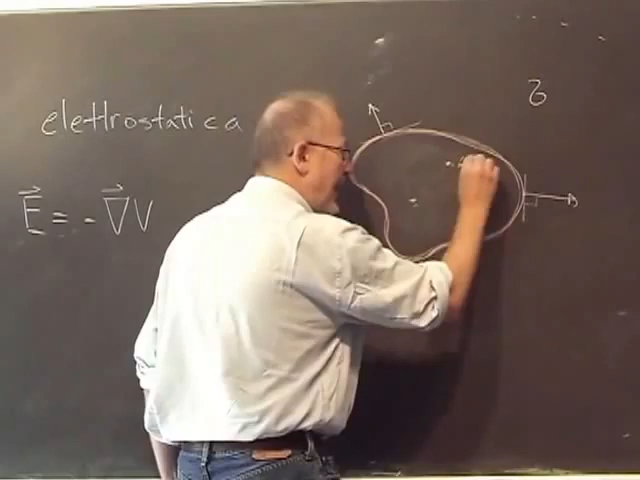 elettrostatica
E⃗ = - ∇⃗V